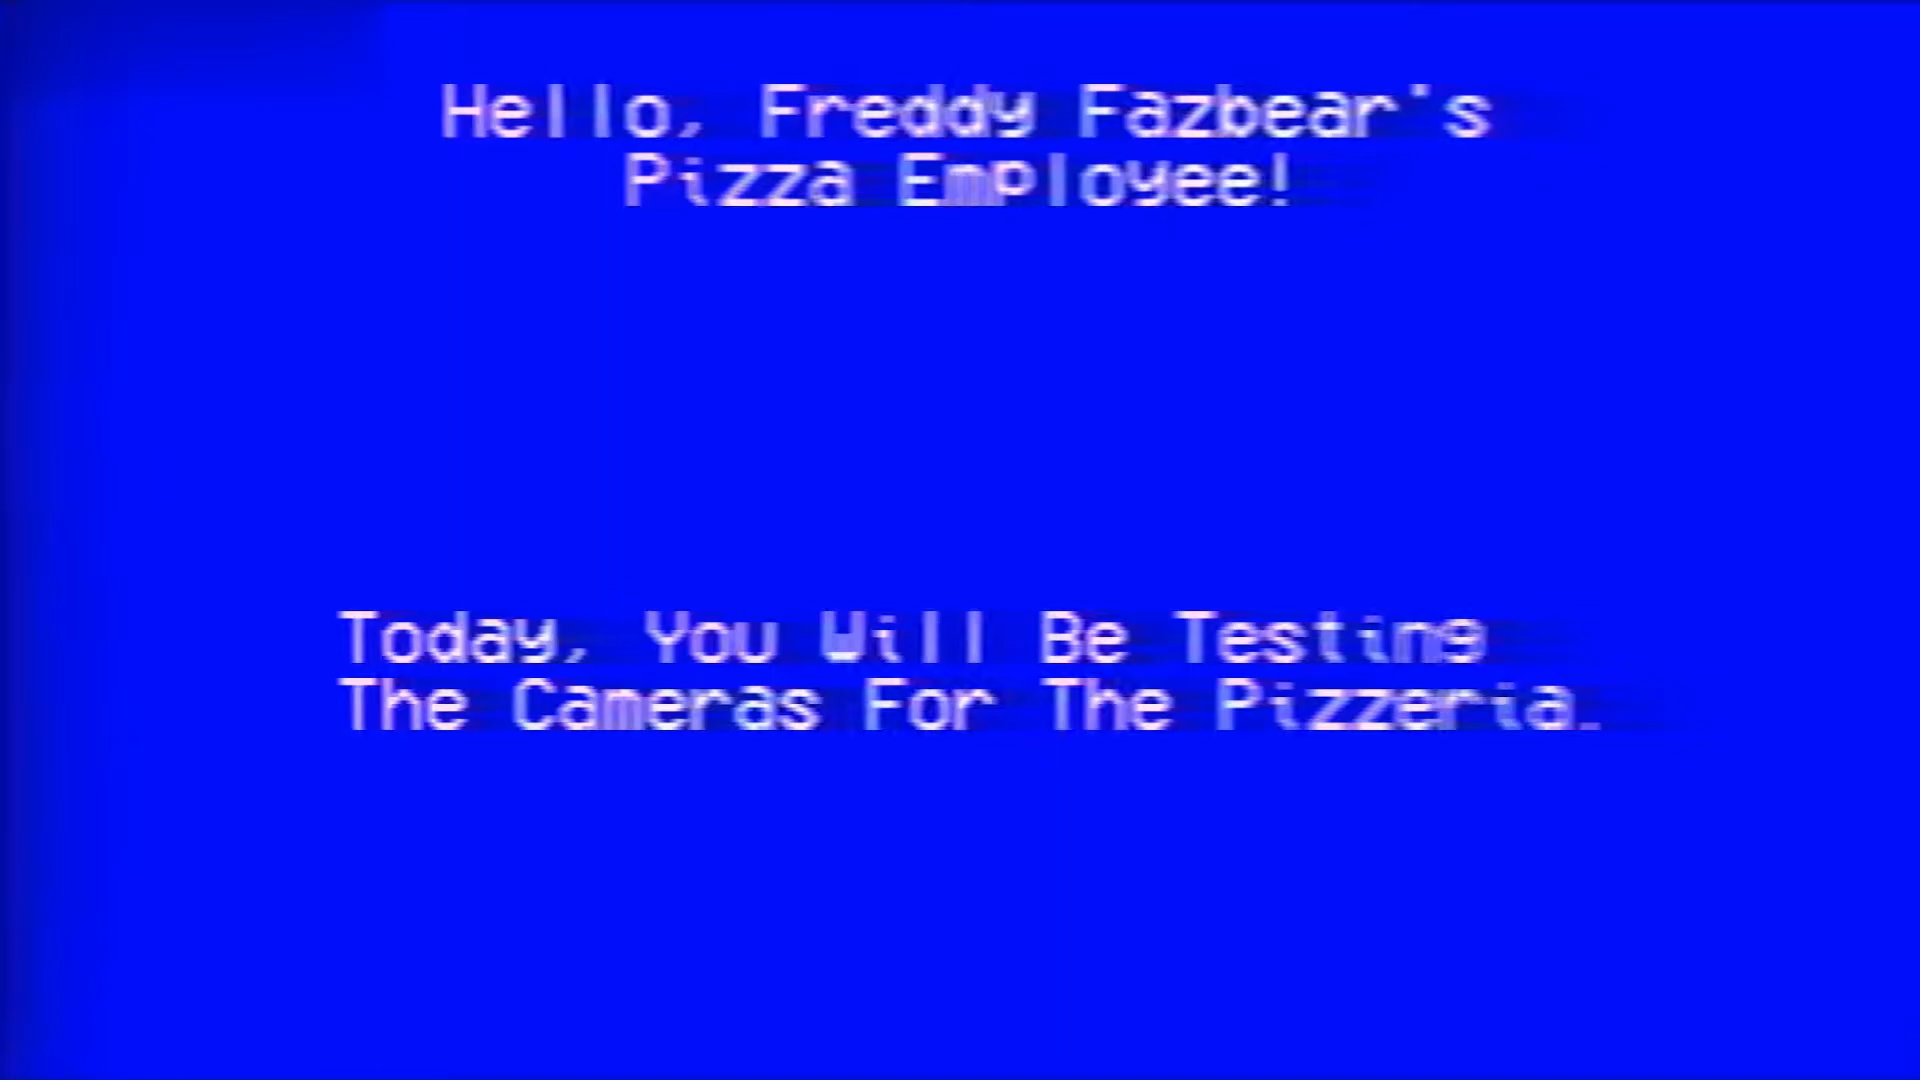 Hello, Freddy Fazbear's
Pizza Employee!
Today, You Will Be Testing
The Cameras For The Pizzeria.